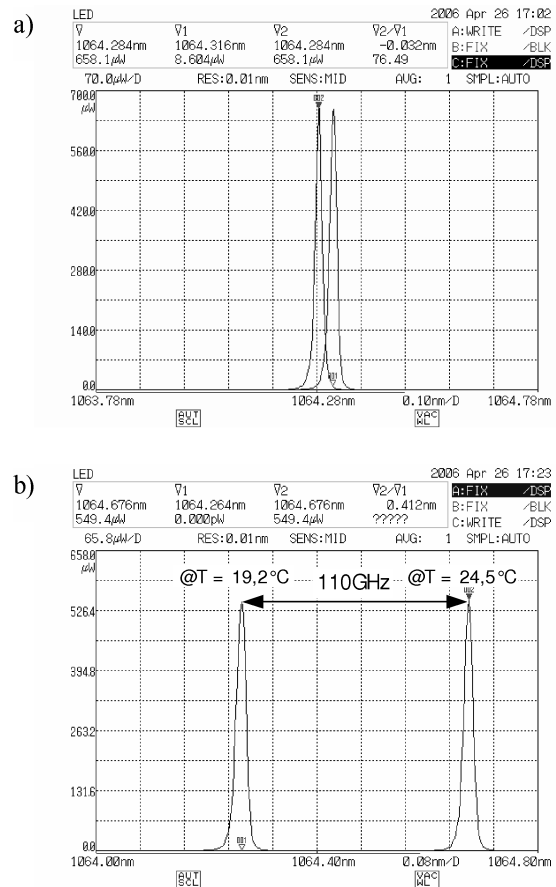 a)
LED 2006 Apr 26 17:02
∇ ∇1 ∇2 ∇2/∇1 A:WRITE /DSP
1064.284nm 1064.316nm 1064.284nm -0.032nm B:FIX /BLK
658.1μW 8.604μW 658.1μW 76.49 C:FIX /DSP
70.0μW/D RES:0.01nm SENS:MID AVG: 1 SMPL:AUTO
700.0
μW
002
560.0
420.0
280.0
140.0
0.0
001
1063.78nm 1064.28nm 0.10nm/D 1064.78nm
AUT VAC
SCL WL
b)
LED 2006 Apr 26 17:23
∇ ∇1 ∇2 ∇2/∇1 A:FIX /DSP
1064.676nm 1064.264nm 1064.676nm 0.412nm B:FIX /BLK
549.4μW 0.000pW 549.4μW ????? C:WRITE /DSP
65.8μW/D RES:0.01nm SENS:MID AVG: 1 SMPL:AUTO
658.0
μW
@T = 19,2°C 110GHz @T = 24,5°C
002
526.4
394.8
263.2
131.6
0.0
001
1064.00nm 1064.40nm 0.08nm/D 1064.80nm
AUT VAC
SCL WL